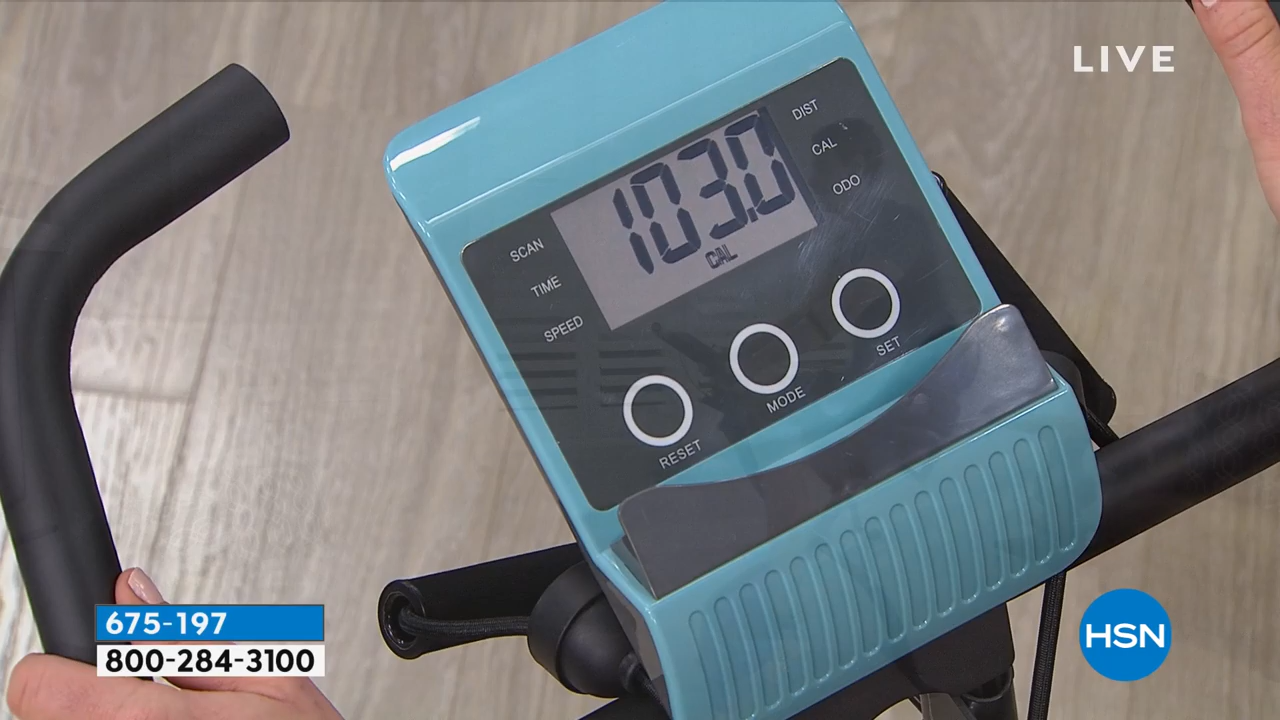 LIVE
DIST
CAL
ODO
103.0
CAL
SCAN
TIME
SPEED
SET
MODE
RESET
675-197
800-284-3100
HSN